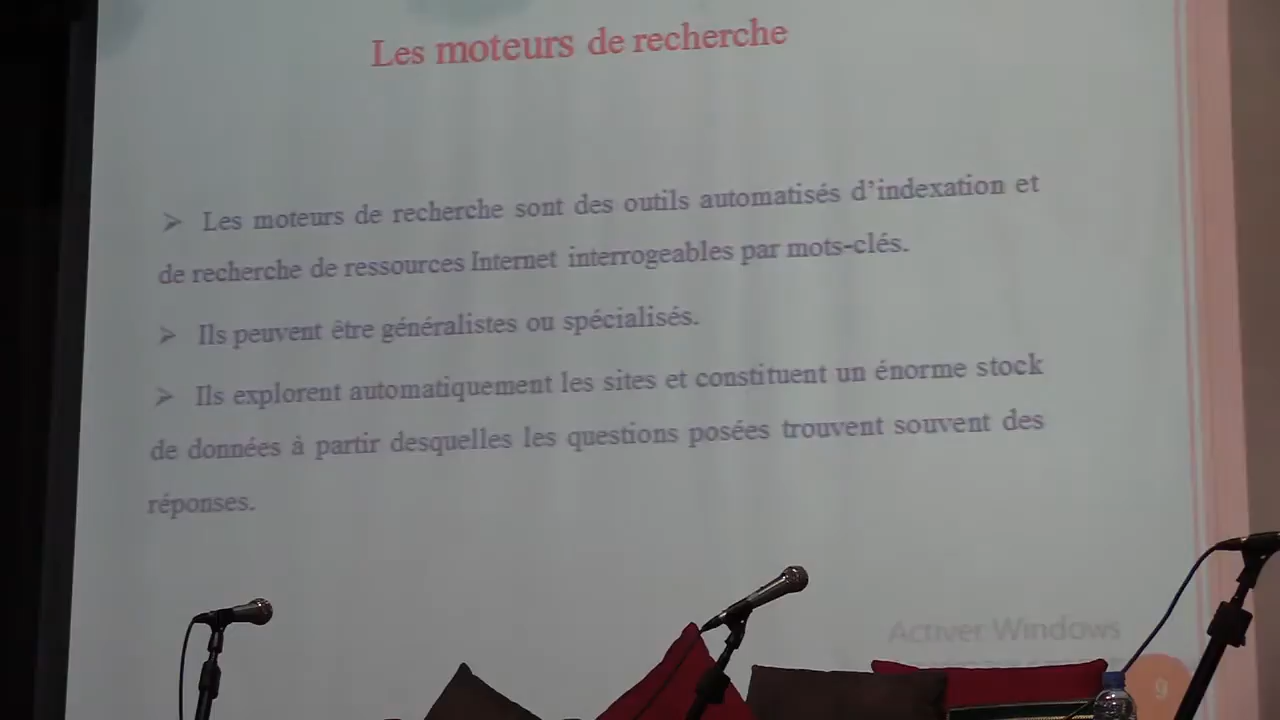 Les moteurs de recherche
➢ Les moteurs de recherche sont des outils automatisés d’indexation et
de recherche de ressources Internet interrogeables par mots-clés.
➢ Ils peuvent être généralistes ou spécialisés.
➢ Ils explorent automatiquement les sites et constituent un énorme stock
de données à partir desquelles les questions posées trouvent souvent des
réponses.
Activer Windows
9